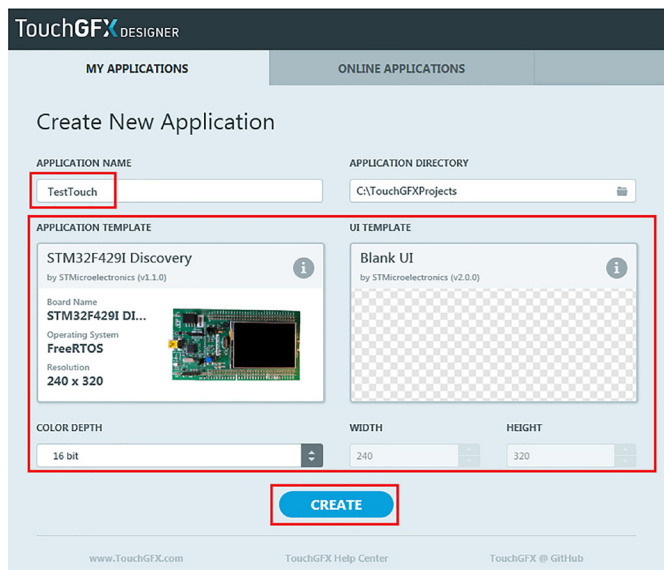 TouchGFX DESIGNER
MY APPLICATIONS
ONLINE APPLICATIONS
Create New Application
APPLICATION NAME
APPLICATION DIRECTORY
TestTouch
C:\TouchGFXProjects
APPLICATION TEMPLATE
UI TEMPLATE
STM32F429I Discovery
by STMicroelectronics (v1.1.0)
Board Name
STM32F429I DI...
Operating System
FreeRTOS
Resolution
240 x 320
Blank UI
by STMicroelectronics (v2.0.0)
COLOR DEPTH
WIDTH
HEIGHT
16 bit
240
320
CREATE
www.TouchGFX.com
TouchGFX Help Center
TouchGFX @ GitHub